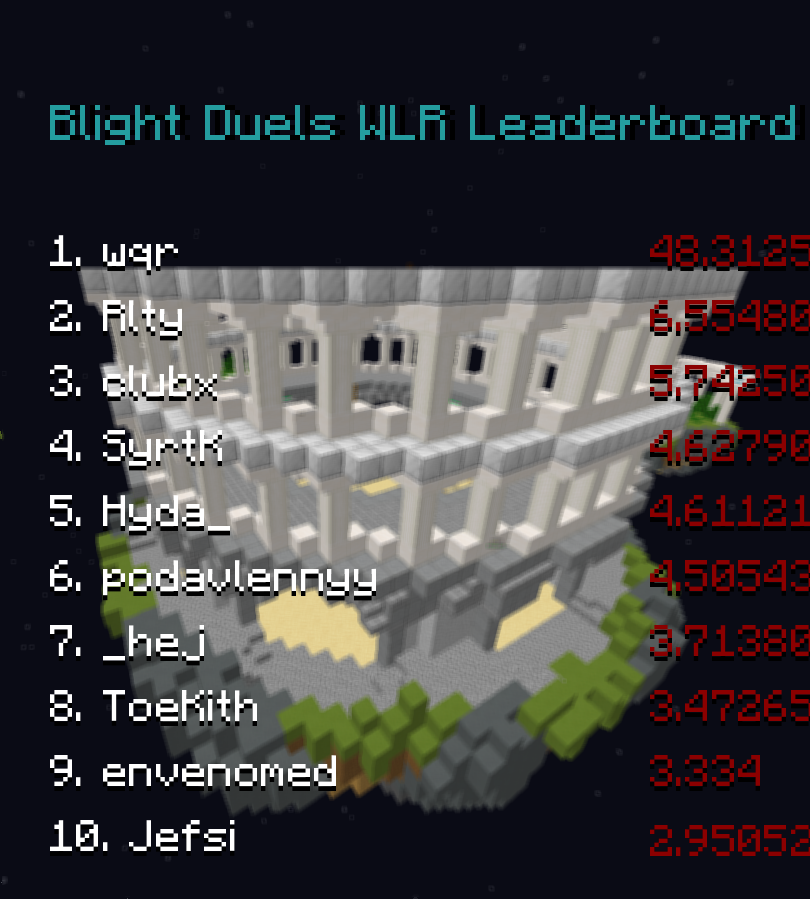 Blight Duels WLR Leaderboard
1. wqr 48.3125
2. Alty 6.55480
3. clubx 5.74250
4. SyrtK 4.62790
5. Hyda_ 4.61121
6. podavlennyy 4.50543
7. _hej 3.71380
8. ToeKith 3.47265
9. envenomed 3.334
10. Jefsi 2.95052